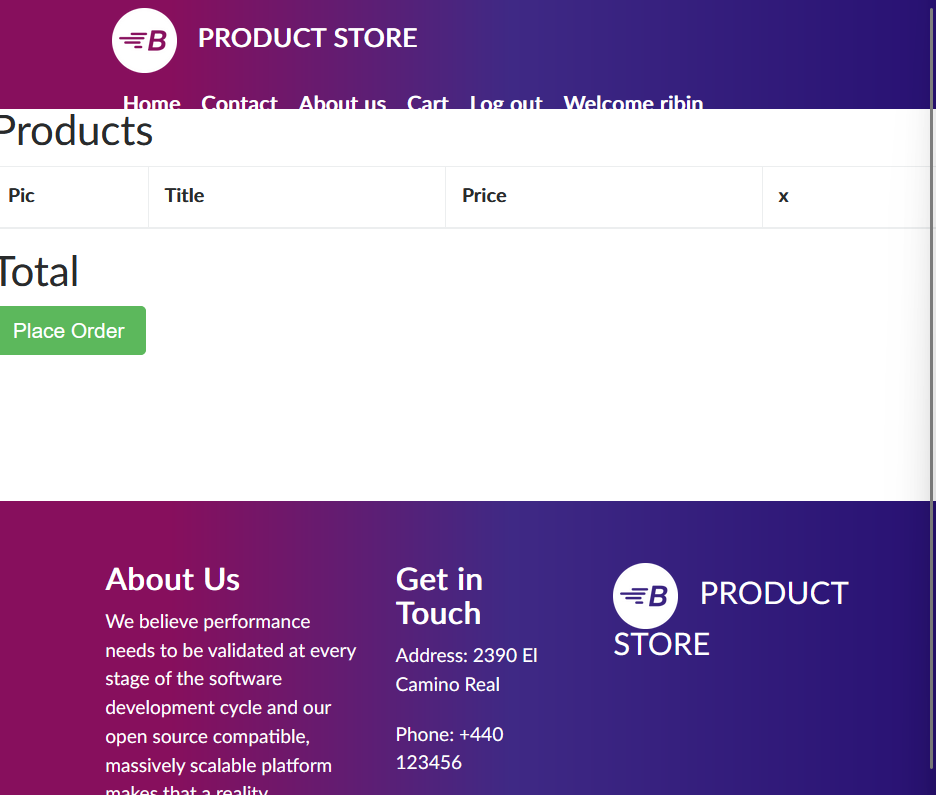 B PRODUCT STORE
Home Contact About us Cart Log out Welcome ribin
Products
Pic Title Price x
Total
Place Order
About Us
We believe performance
needs to be validated at every
stage of the software
development cycle and our
open source compatible,
massively scalable platform
makes that a reality.
Get in
Touch
Address: 2390 El
Camino Real
Phone: +440
123456
B PRODUCT
STORE